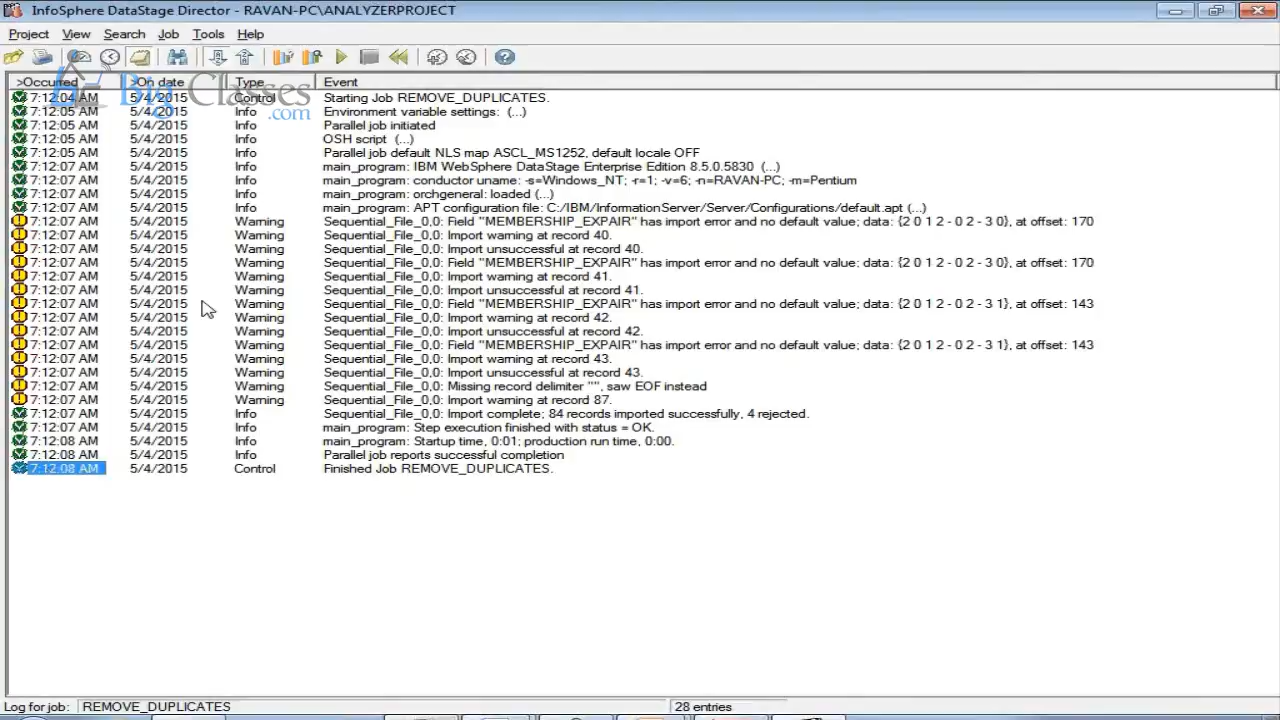 InfoSphere DataStage Director - RAVAN-PC\ANALYZERPROJECT
Project View Search Job Tools Help
>Occurred >On date Type Event
Big Classes
.com
7:12:04 AM 5/4/2015 Control Starting Job REMOVE_DUPLICATES.
7:12:05 AM 5/4/2015 Info Environment variable settings: (...)
7:12:05 AM 5/4/2015 Info Parallel job initiated
7:12:05 AM 5/4/2015 Info OSH script (...)
7:12:05 AM 5/4/2015 Info Parallel job default NLS map ASCL_MS1252, default locale OFF
7:12:07 AM 5/4/2015 Info main_program: IBM WebSphere DataStage Enterprise Edition 8.5.0.5830 (...)
7:12:07 AM 5/4/2015 Info main_program: conductor uname: -s=Windows_NT; -r=1; -v=6; -n=RAVAN-PC; -m=Pentium
7:12:07 AM 5/4/2015 Info main_program: orchgeneral: loaded (...)
7:12:07 AM 5/4/2015 Info main_program: APT configuration file: C:/IBM/InformationServer/Server/Configurations/default.apt (...)
7:12:07 AM 5/4/2015 Warning Sequential_File_0,0: Field "MEMBERSHIP_EXPAIR" has import error and no default value; data: {2 0 1 2 - 0 2 - 3 0}, at offset: 170
7:12:07 AM 5/4/2015 Warning Sequential_File_0,0: Import warning at record 40.
7:12:07 AM 5/4/2015 Warning Sequential_File_0,0: Import unsuccessful at record 40.
7:12:07 AM 5/4/2015 Warning Sequential_File_0,0: Field "MEMBERSHIP_EXPAIR" has import error and no default value; data: {2 0 1 2 - 0 2 - 3 0}, at offset: 170
7:12:07 AM 5/4/2015 Warning Sequential_File_0,0: Import warning at record 41.
7:12:07 AM 5/4/2015 Warning Sequential_File_0,0: Import unsuccessful at record 41.
7:12:07 AM 5/4/2015 Warning Sequential_File_0,0: Field "MEMBERSHIP_EXPAIR" has import error and no default value; data: {2 0 1 2 - 0 2 - 3 1}, at offset: 143
7:12:07 AM 5/4/2015 Warning Sequential_File_0,0: Import warning at record 42.
7:12:07 AM 5/4/2015 Warning Sequential_File_0,0: Import unsuccessful at record 42.
7:12:07 AM 5/4/2015 Warning Sequential_File_0,0: Field "MEMBERSHIP_EXPAIR" has import error and no default value; data: {2 0 1 2 - 0 2 - 3 1}, at offset: 143
7:12:07 AM 5/4/2015 Warning Sequential_File_0,0: Import warning at record 43.
7:12:07 AM 5/4/2015 Warning Sequential_File_0,0: Import unsuccessful at record 43.
7:12:07 AM 5/4/2015 Warning Sequential_File_0,0: Missing record delimiter "", saw EOF instead
7:12:07 AM 5/4/2015 Warning Sequential_File_0,0: Import warning at record 87.
7:12:07 AM 5/4/2015 Info Sequential_File_0,0: Import complete; 84 records imported successfully, 4 rejected.
7:12:07 AM 5/4/2015 Info main_program: Step execution finished with status = OK.
7:12:08 AM 5/4/2015 Info main_program: Startup time, 0:01; production run time, 0:00.
7:12:08 AM 5/4/2015 Info Parallel job reports successful completion
7:12:08 AM 5/4/2015 Control Finished Job REMOVE_DUPLICATES.
Log for job: REMOVE_DUPLICATES 28 entries